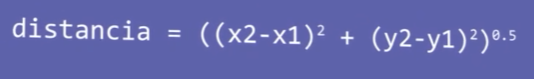 distancia = ((x2-x1)² + (y2-y1)²)⁰·⁵